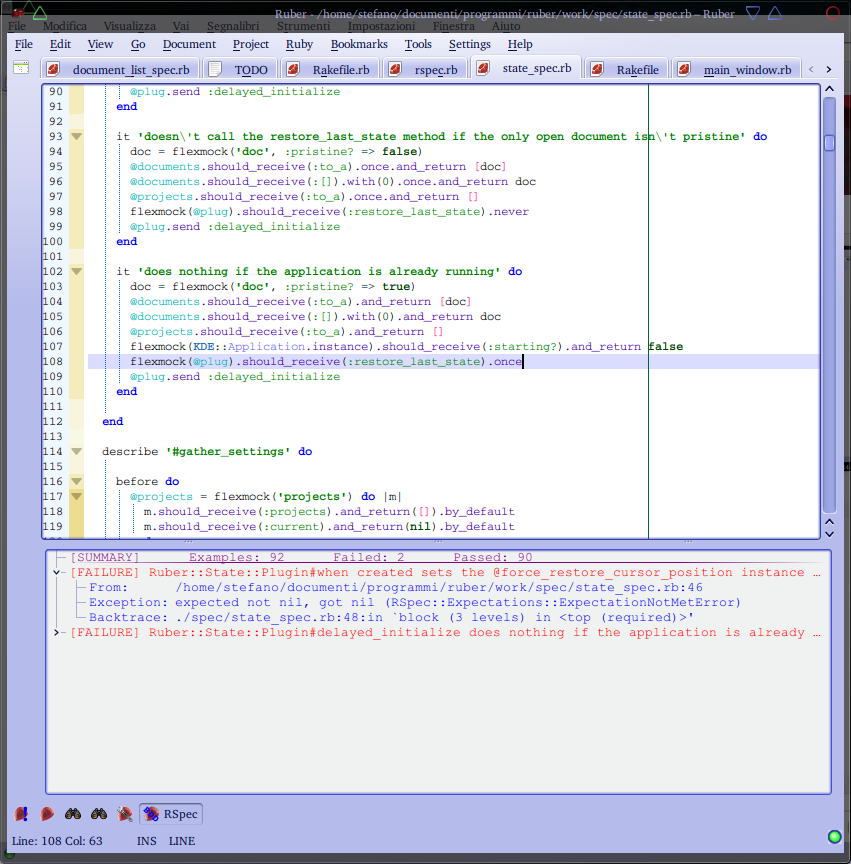 Ruber - /home/stefano/documenti/programmi/ruber/work/spec/state_spec.rb – Ruber
File Modifica Visualizza Vai Segnalibri Strumenti Impostazioni Finestra Aiuto
File Edit View Go Document Project Ruby Bookmarks Tools Settings Help
document_list_spec.rb TODO Rakefile.rb rspec.rb state_spec.rb Rakefile main_window.rb
90 @plug.send :delayed_initialize
91 end
92
93 it 'doesn\'t call the restore_last_state method if the only open document isn\'t pristine' do
94 doc = flexmock('doc', :pristine? => false)
95 @documents.should_receive(:to_a).once.and_return [doc]
96 @documents.should_receive(:[]).with(0).once.and_return doc
97 @projects.should_receive(:to_a).once.and_return []
98 flexmock(@plug).should_receive(:restore_last_state).never
99 @plug.send :delayed_initialize
100 end
101
102 it 'does nothing if the application is already running' do
103 doc = flexmock('doc', :pristine? => true)
104 @documents.should_receive(:to_a).and_return [doc]
105 @documents.should_receive(:[]).with(0).and_return doc
106 @projects.should_receive(:to_a).and_return []
107 flexmock(KDE::Application.instance).should_receive(:starting?).and_return false
108 flexmock(@plug).should_receive(:restore_last_state).once
109 @plug.send :delayed_initialize
110 end
111
112 end
113
114 describe '#gather_settings' do
115
116 before do
117 @projects = flexmock('projects') do |m|
118 m.should_receive(:projects).and_return([]).by_default
119 m.should_receive(:current).and_return(nil).by_default
[SUMMARY] Examples: 92 Failed: 2 Passed: 90
[FAILURE] Ruber::State::Plugin#when created sets the @force_restore_cursor_position instance ...
From: /home/stefano/documenti/programmi/ruber/work/spec/state_spec.rb:46
Exception: expected not nil, got nil (RSpec::Expectations::ExpectationNotMetError)
Backtrace: ./spec/state_spec.rb:48:in `block (3 levels) in <top (required)>'
[FAILURE] Ruber::State::Plugin#delayed_initialize does nothing if the application is already ...
RSpec
Line: 108 Col: 63 INS LINE